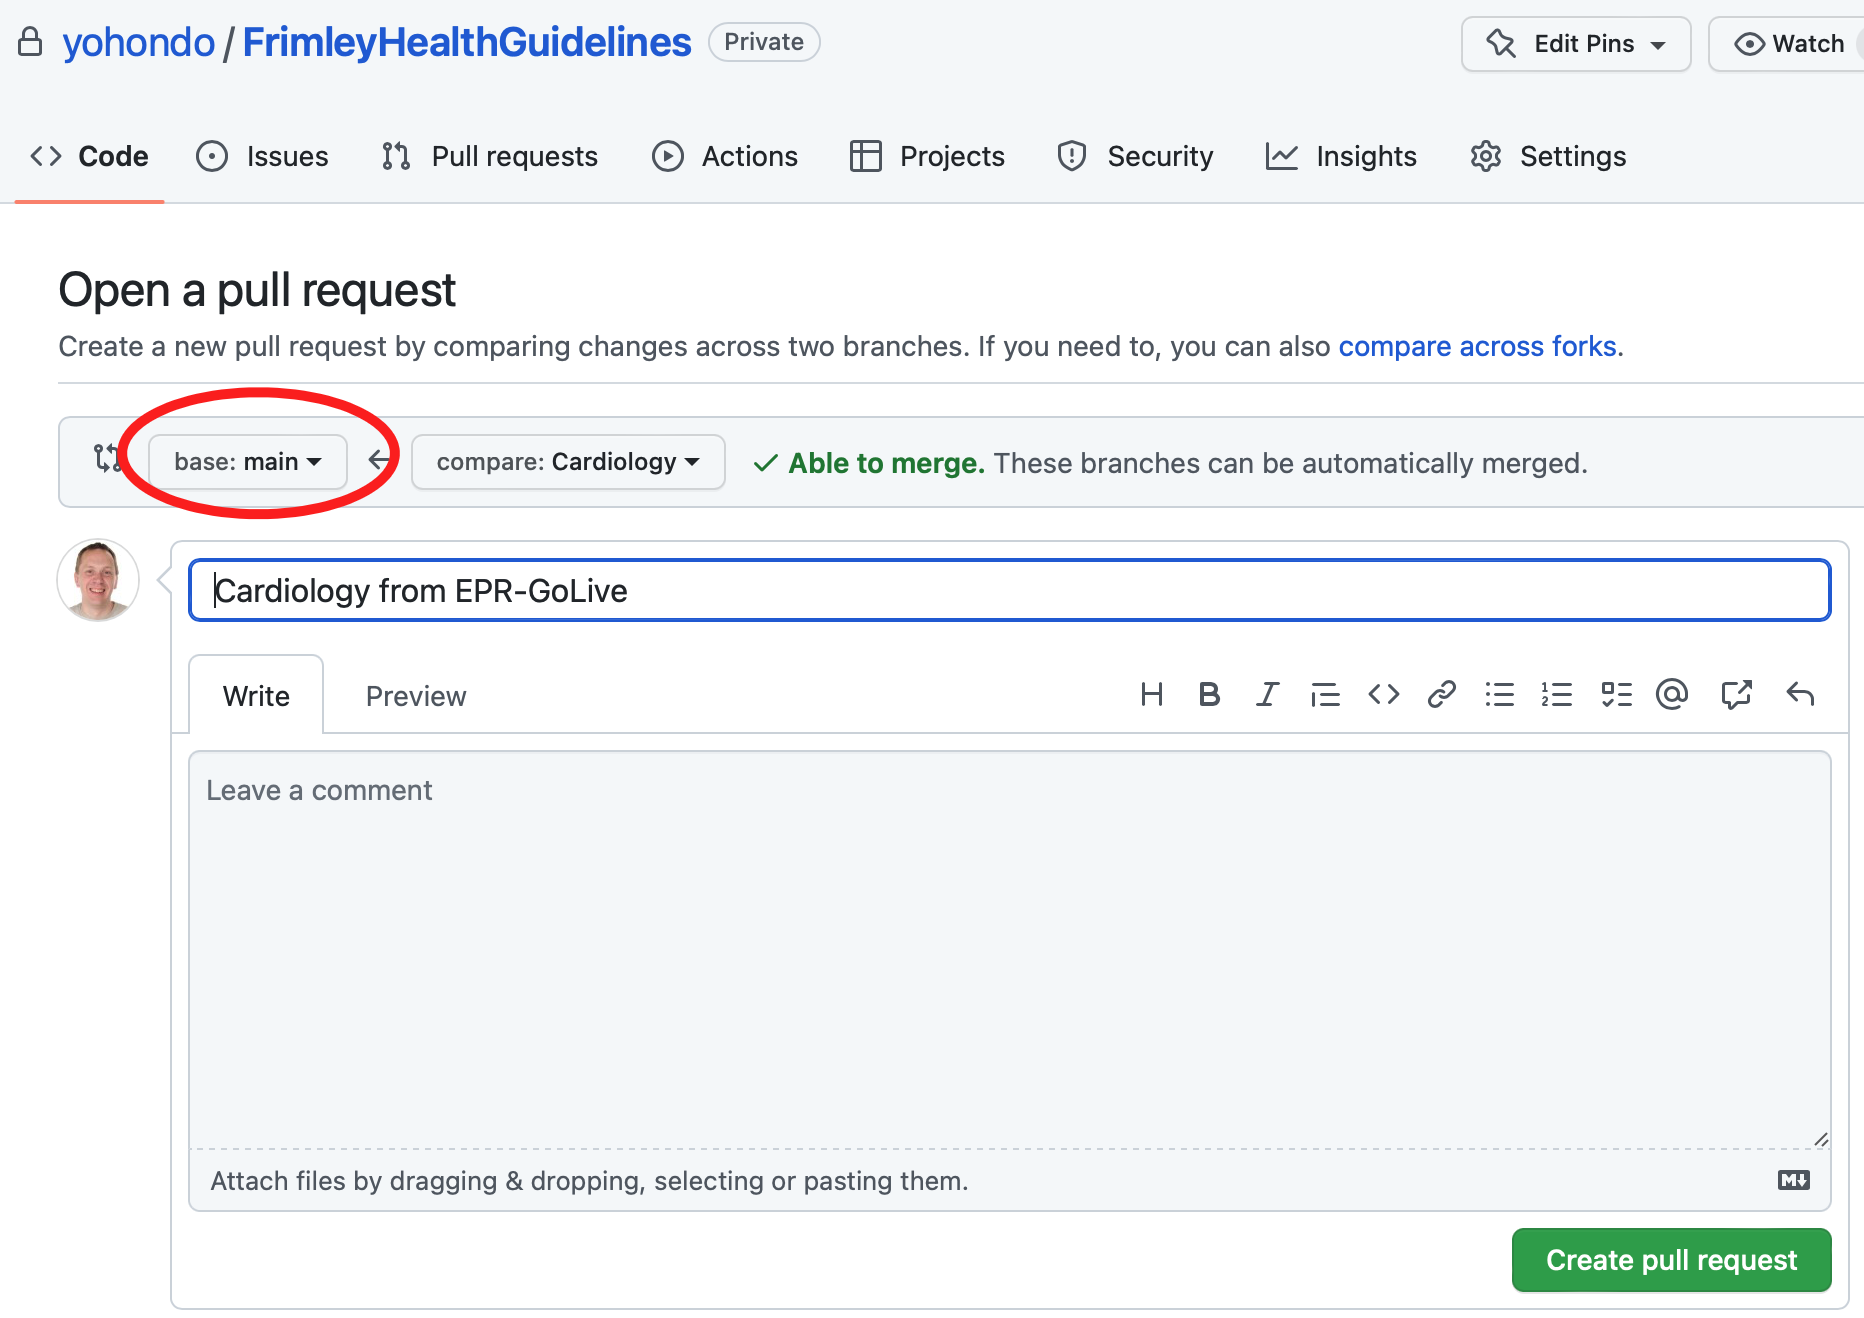 yohondo / FrimleyHealthGuidelines Private Edit Pins Watch
Code Issues Pull requests Actions Projects Security Insights Settings
Open a pull request
Create a new pull request by comparing changes across two branches. If you need to, you can also compare across forks.
base: main compare: Cardiology Able to merge. These branches can be automatically merged.
Cardiology from EPR-GoLive
Write Preview
Leave a comment
Attach files by dragging & dropping, selecting or pasting them.
Create pull request